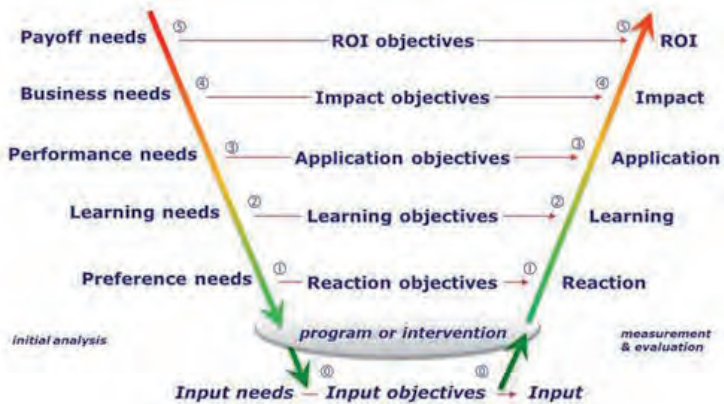 Payoff needs ⑤ ROI objectives ⑤ ROI
Business needs ④ Impact objectives ④ Impact
Performance needs ③ Application objectives ③ Application
Learning needs ② Learning objectives ② Learning
Preference needs ① Reaction objectives ① Reaction
initial analysis program or intervention measurement
& evaluation
Input needs ⓪ Input objectives ⓪ Input